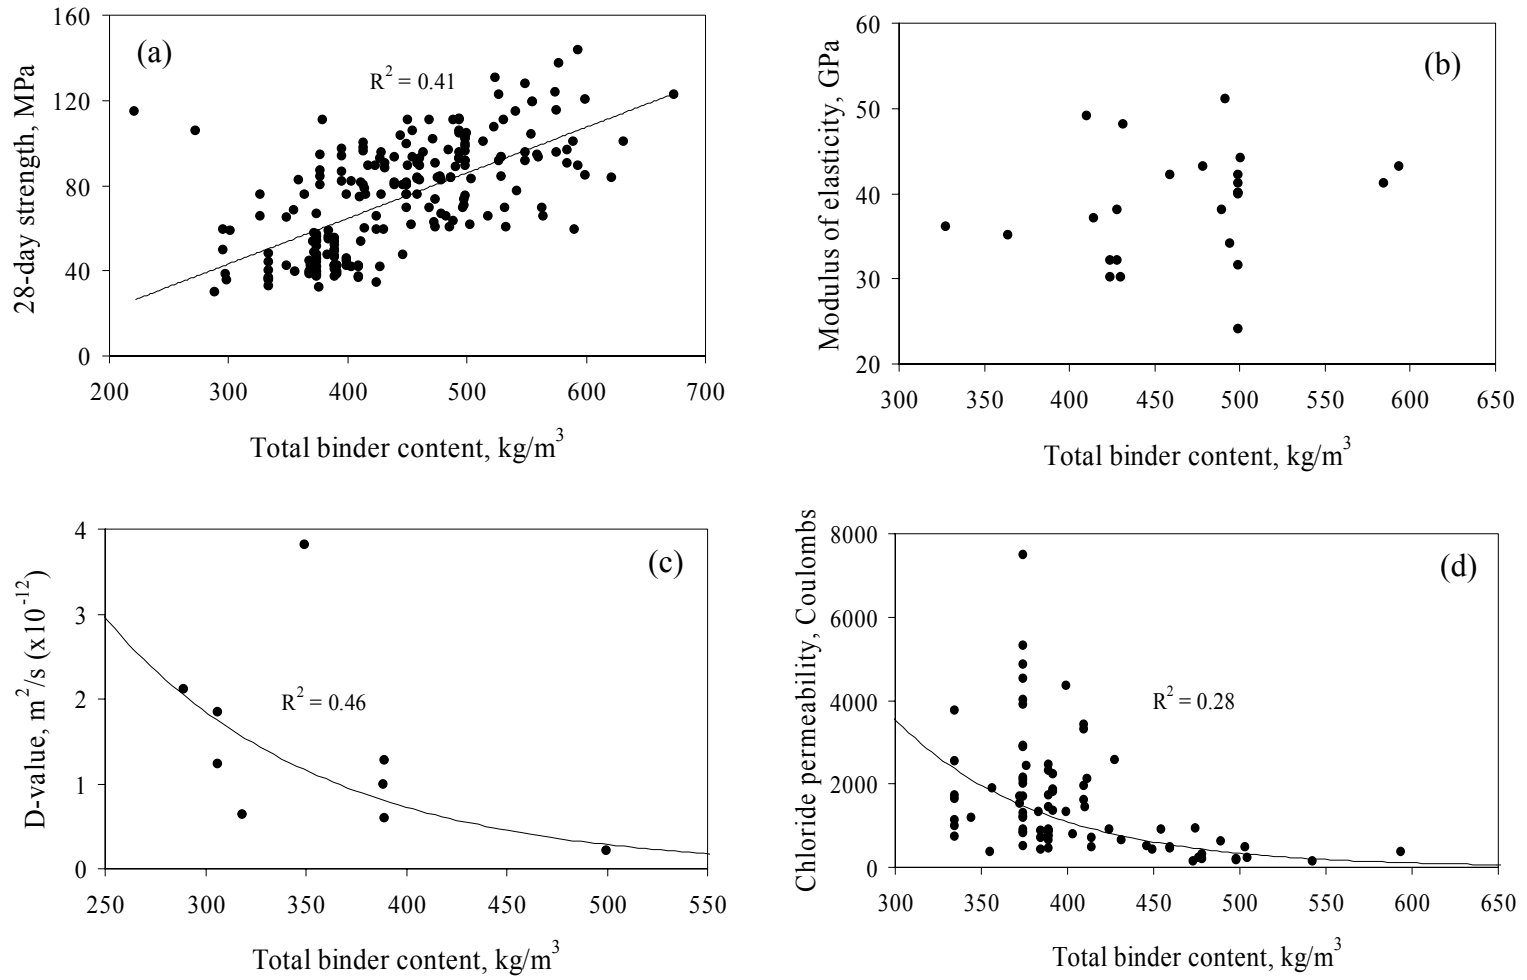 (a)
R² = 0.41
28-day strength, MPa
160
120
80
40
0
200 300 400 500 600 700
Total binder content, kg/m³
(b)
Modulus of elasticity, GPa
60
50
40
30
20
300 350 400 450 500 550 600 650
Total binder content, kg/m³
(c)
R² = 0.46
D-value, m²/s (x10⁻¹²)
4
3
2
1
0
250 300 350 400 450 500 550
Total binder content, kg/m³
(d)
R² = 0.28
Chloride permeability, Coulombs
8000
6000
4000
2000
0
300 350 400 450 500 550 600 650
Total binder content, kg/m³